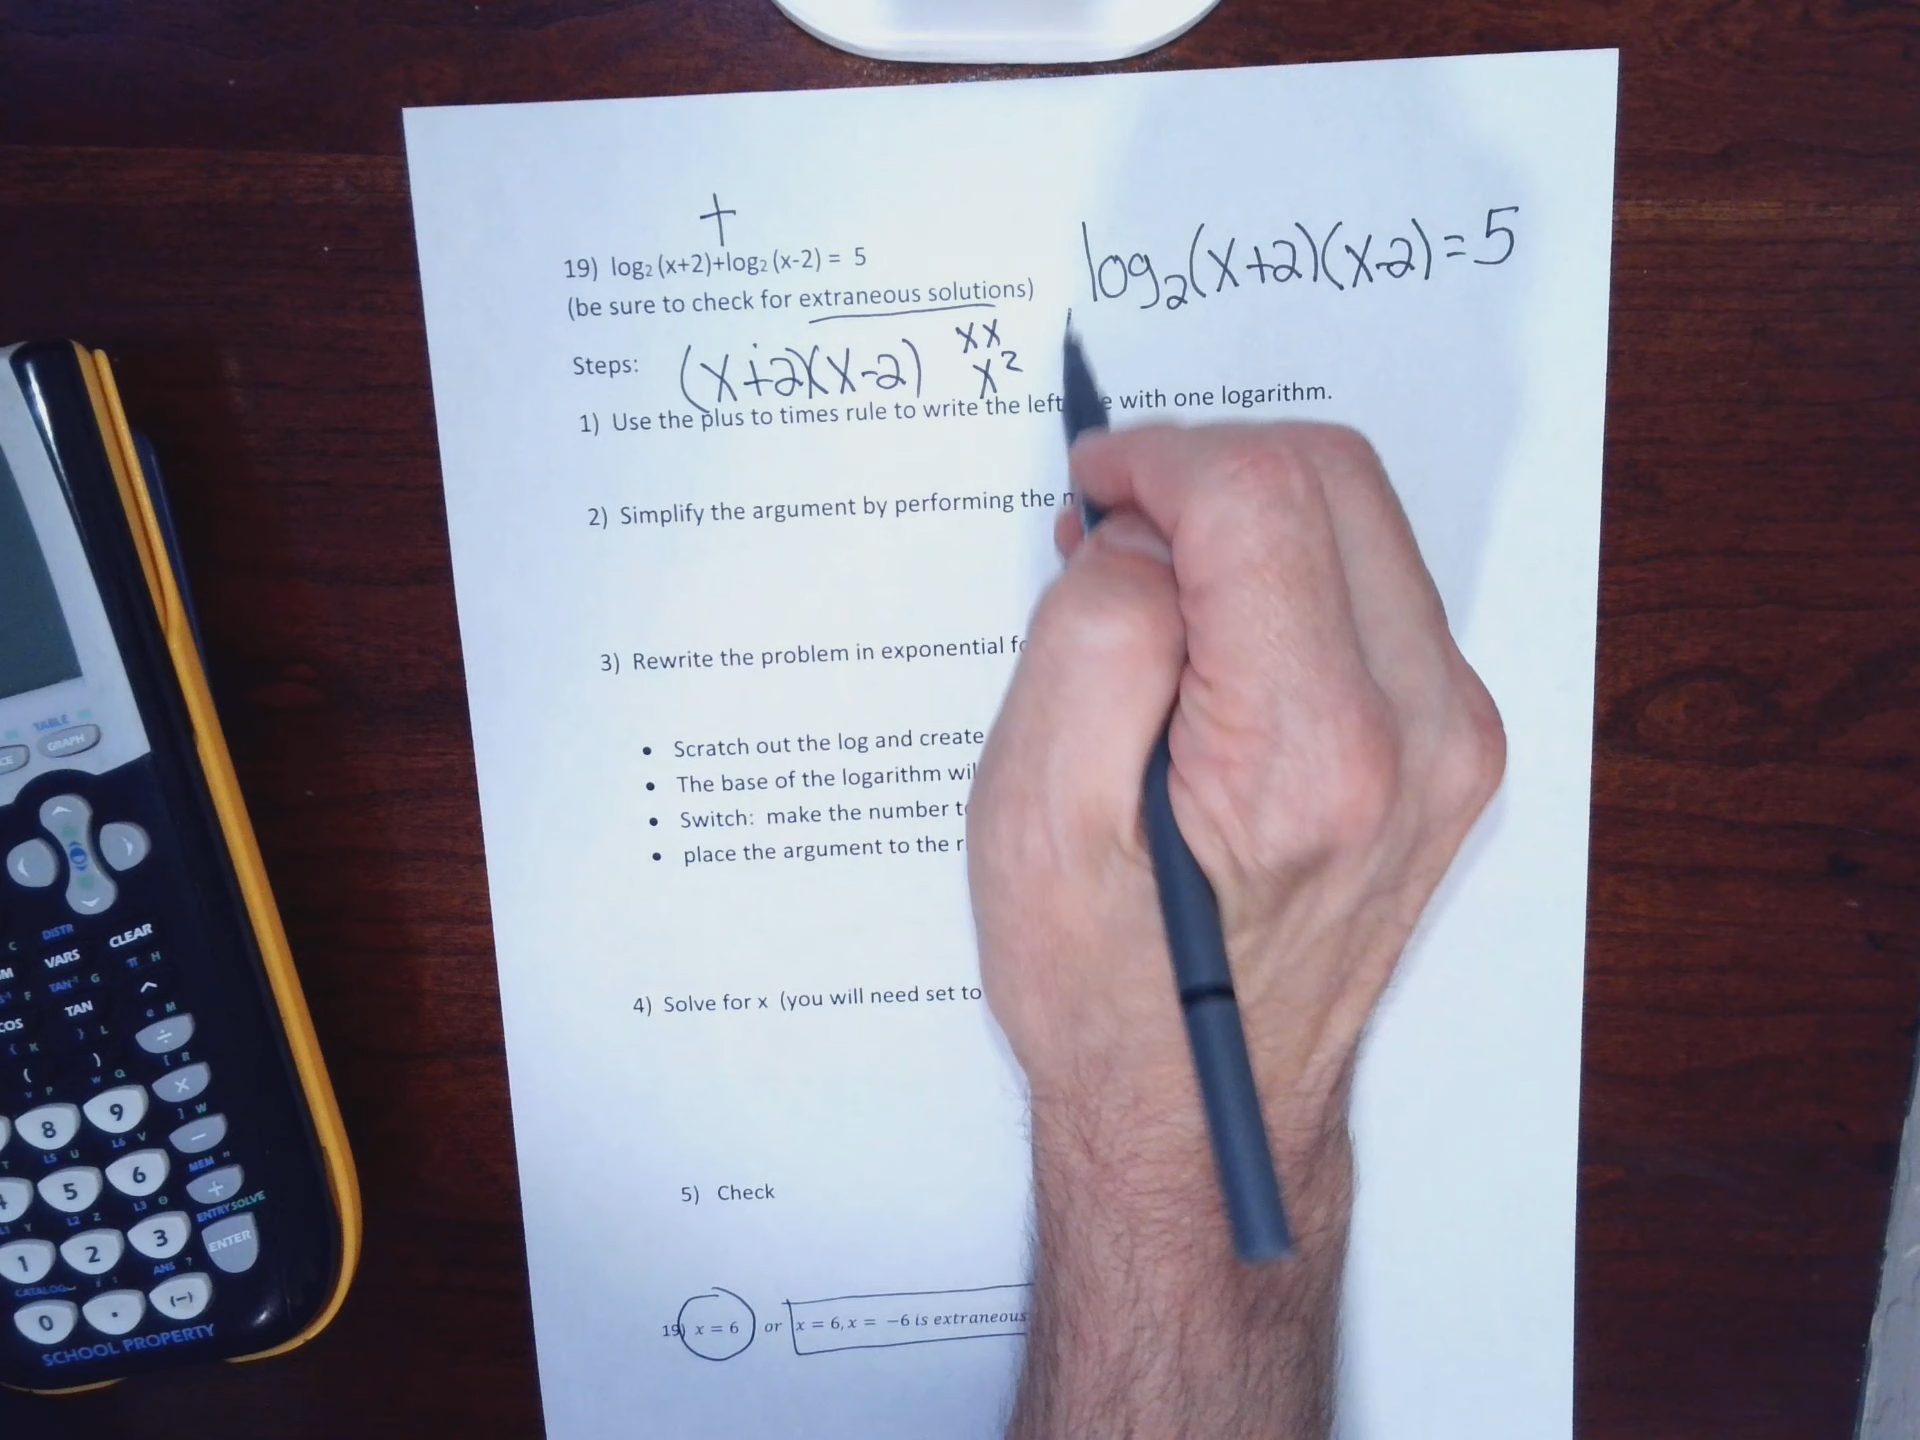 †
19) log₂ (x+2)+log₂ (x-2) = 5
(be sure to check for extraneous solutions)
log₂(x+2)(x-2)=5
Steps:
(x+2)(x-2)
xx
x²
1) Use the plus to times rule to write the left with one logarithm.
2) Simplify the argument by performing the
3) Rewrite the problem in exponential
Scratch out the log and create
The base of the logarithm
Switch: make the number
place the argument to the
4) Solve for x (you will need set to
5) Check
19) x = 6 or x = 6, x = −6 is extraneous
TABLE
GRAPH
DISTR
CLEAR
VARS
TAN
8
9
5
6
1
2
3
0
.
(−)
MEM "
ENTRY SOLVE
ENTER
CATALOG
ANS ?
SCHOOL PROPERTY